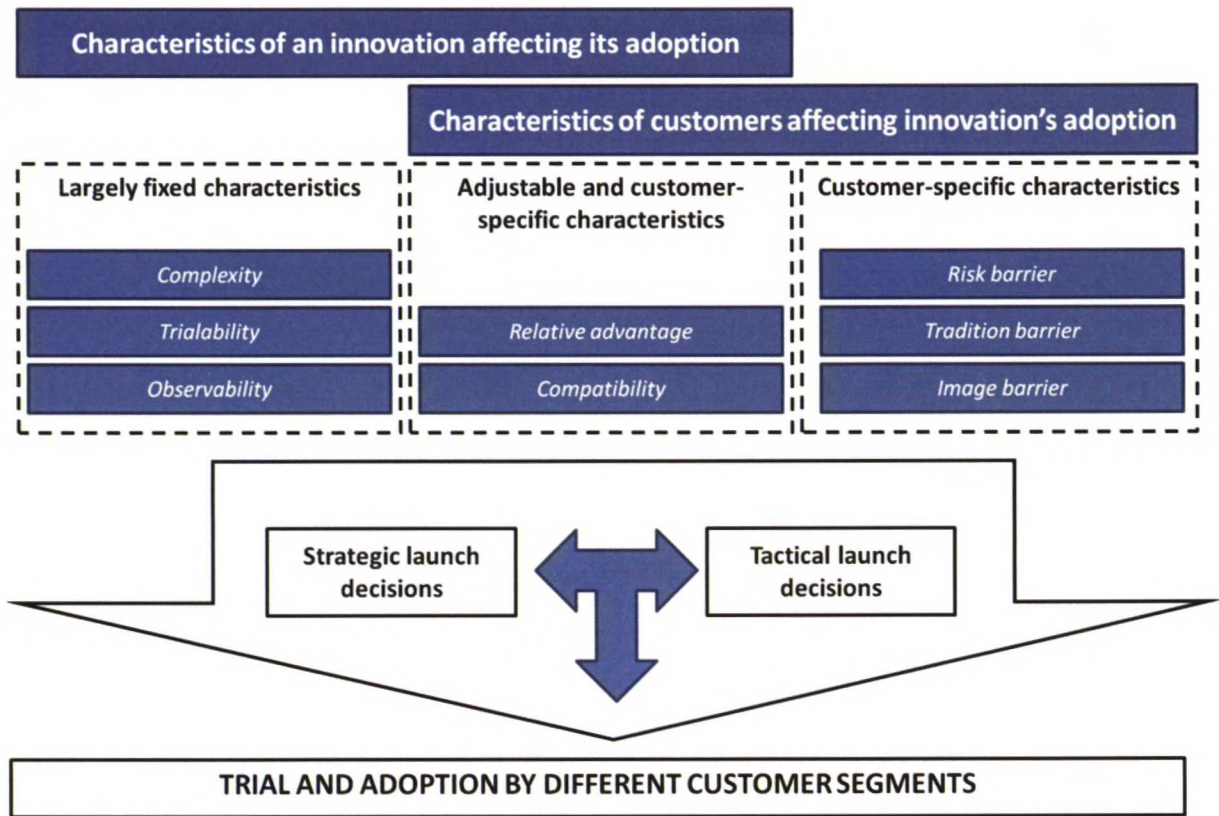 Characteristics of an innovation affecting its adoption
Characteristics of customers affecting innovation's adoption
Largely fixed characteristics
Complexity
Trialability
Observability
Adjustable and customer-
specific characteristics
Relative advantage
Compatibility
Customer-specific characteristics
Risk barrier
Tradition barrier
Image barrier
Strategic launch
decisions
Tactical launch
decisions
TRIAL AND ADOPTION BY DIFFERENT CUSTOMER SEGMENTS